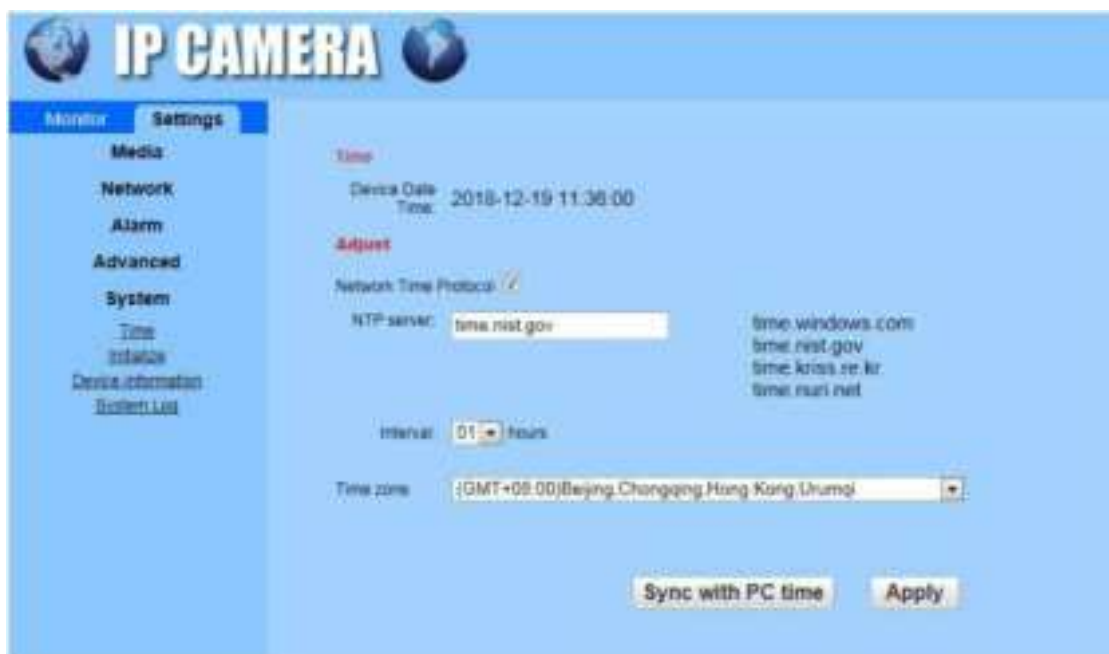 IP CAMERA
Monitor Settings
Media
Network
Alarm
Advanced
System
Time
Initialize
Device information
System Log
Time
Device Date Time: 2018-12-19 11:36:00
Adjust
Network Time Protocol
NTP server: time.nist.gov
time.windows.com
time.nist.gov
time.kriss.re.kr
time.nuri.net
Interval: 01 hours
Time zone (GMT+08:00)Beijing,Chongqing,Hong Kong,Urumqi
Sync with PC time Apply